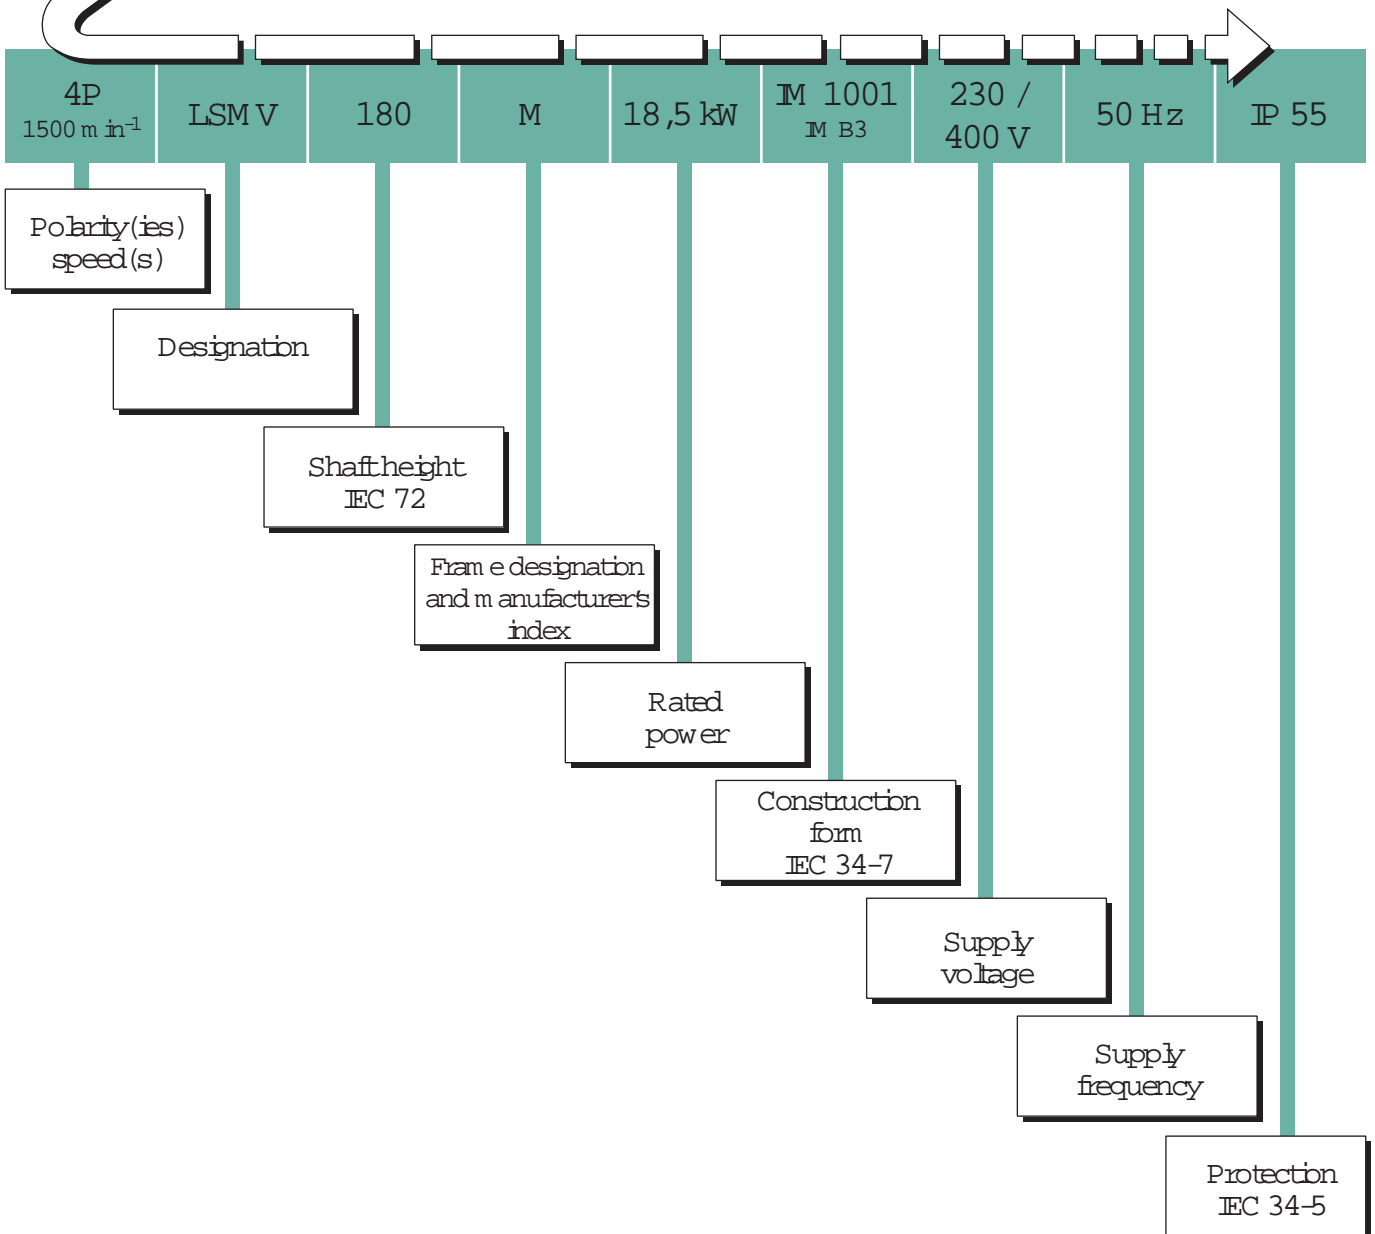 4P
1500 min-1
LSMV
180
M
18,5 kW
IM 1001
IM B3
230 /
400 V
50 Hz
IP 55
Polarity(ies)
speed(s)
Designation
Shaft height
IEC 72
Frame designation
and manufacturer's
index
Rated
power
Construction
form
IEC 34-7
Supply
voltage
Supply
frequency
Protection
IEC 34-5